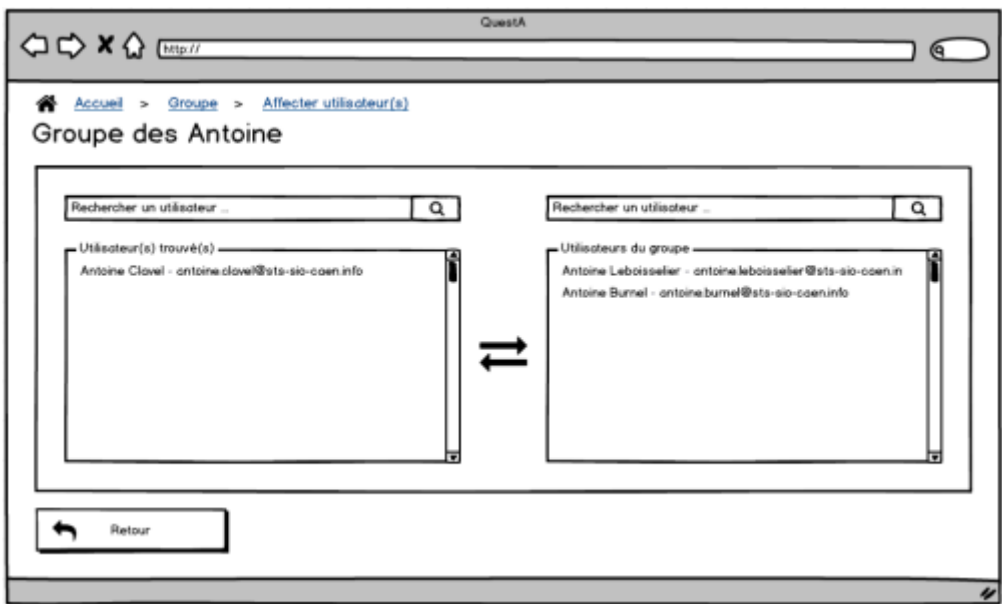 QuestA
http://
Accueil > Groupe > Affecter utilisateur(s)
Groupe des Antoine
Rechercher un utilisateur ...
Rechercher un utilisateur ...
Utilisateur(s) trouvé(s)
Antoine Clavel - antoine.clavel@sts-sio-caen.info
Utilisateurs du groupe
Antoine Leboisselier - antoine.leboisselier@sts-sio-caen.in
Antoine Burnel - antoine.burnel@sts-sio-caen.info
Retour